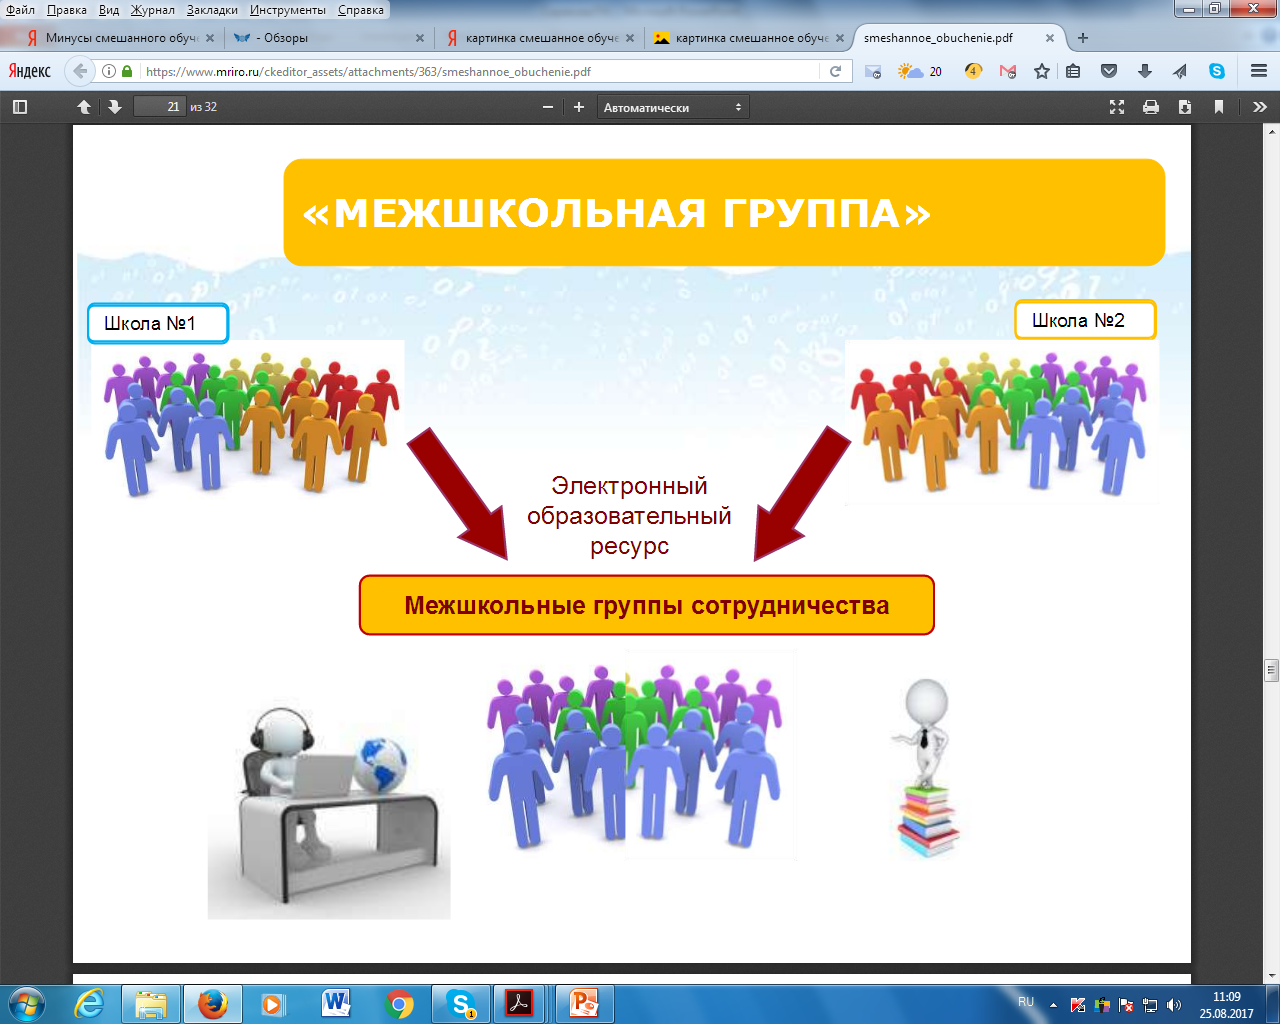 Файл Правка Вид Журнал Закладки Инструменты Справка
Минусы смешанного обуче
- Обзоры
картинка смешанное обуче
картинка смешанное обуче
smeshannoe_obuchenie.pdf
Яндекс
https://www.mriro.ru/ckeditor_assets/attachments/363/smeshannoe_obuchenie.pdf
20
4
21 из 32
Автоматически
«МЕЖШКОЛЬНАЯ ГРУППА»
Школа №1
Школа №2
Электронный
образовательный
ресурс
Межшкольные группы сотрудничества
RU
11:09
25.08.2017